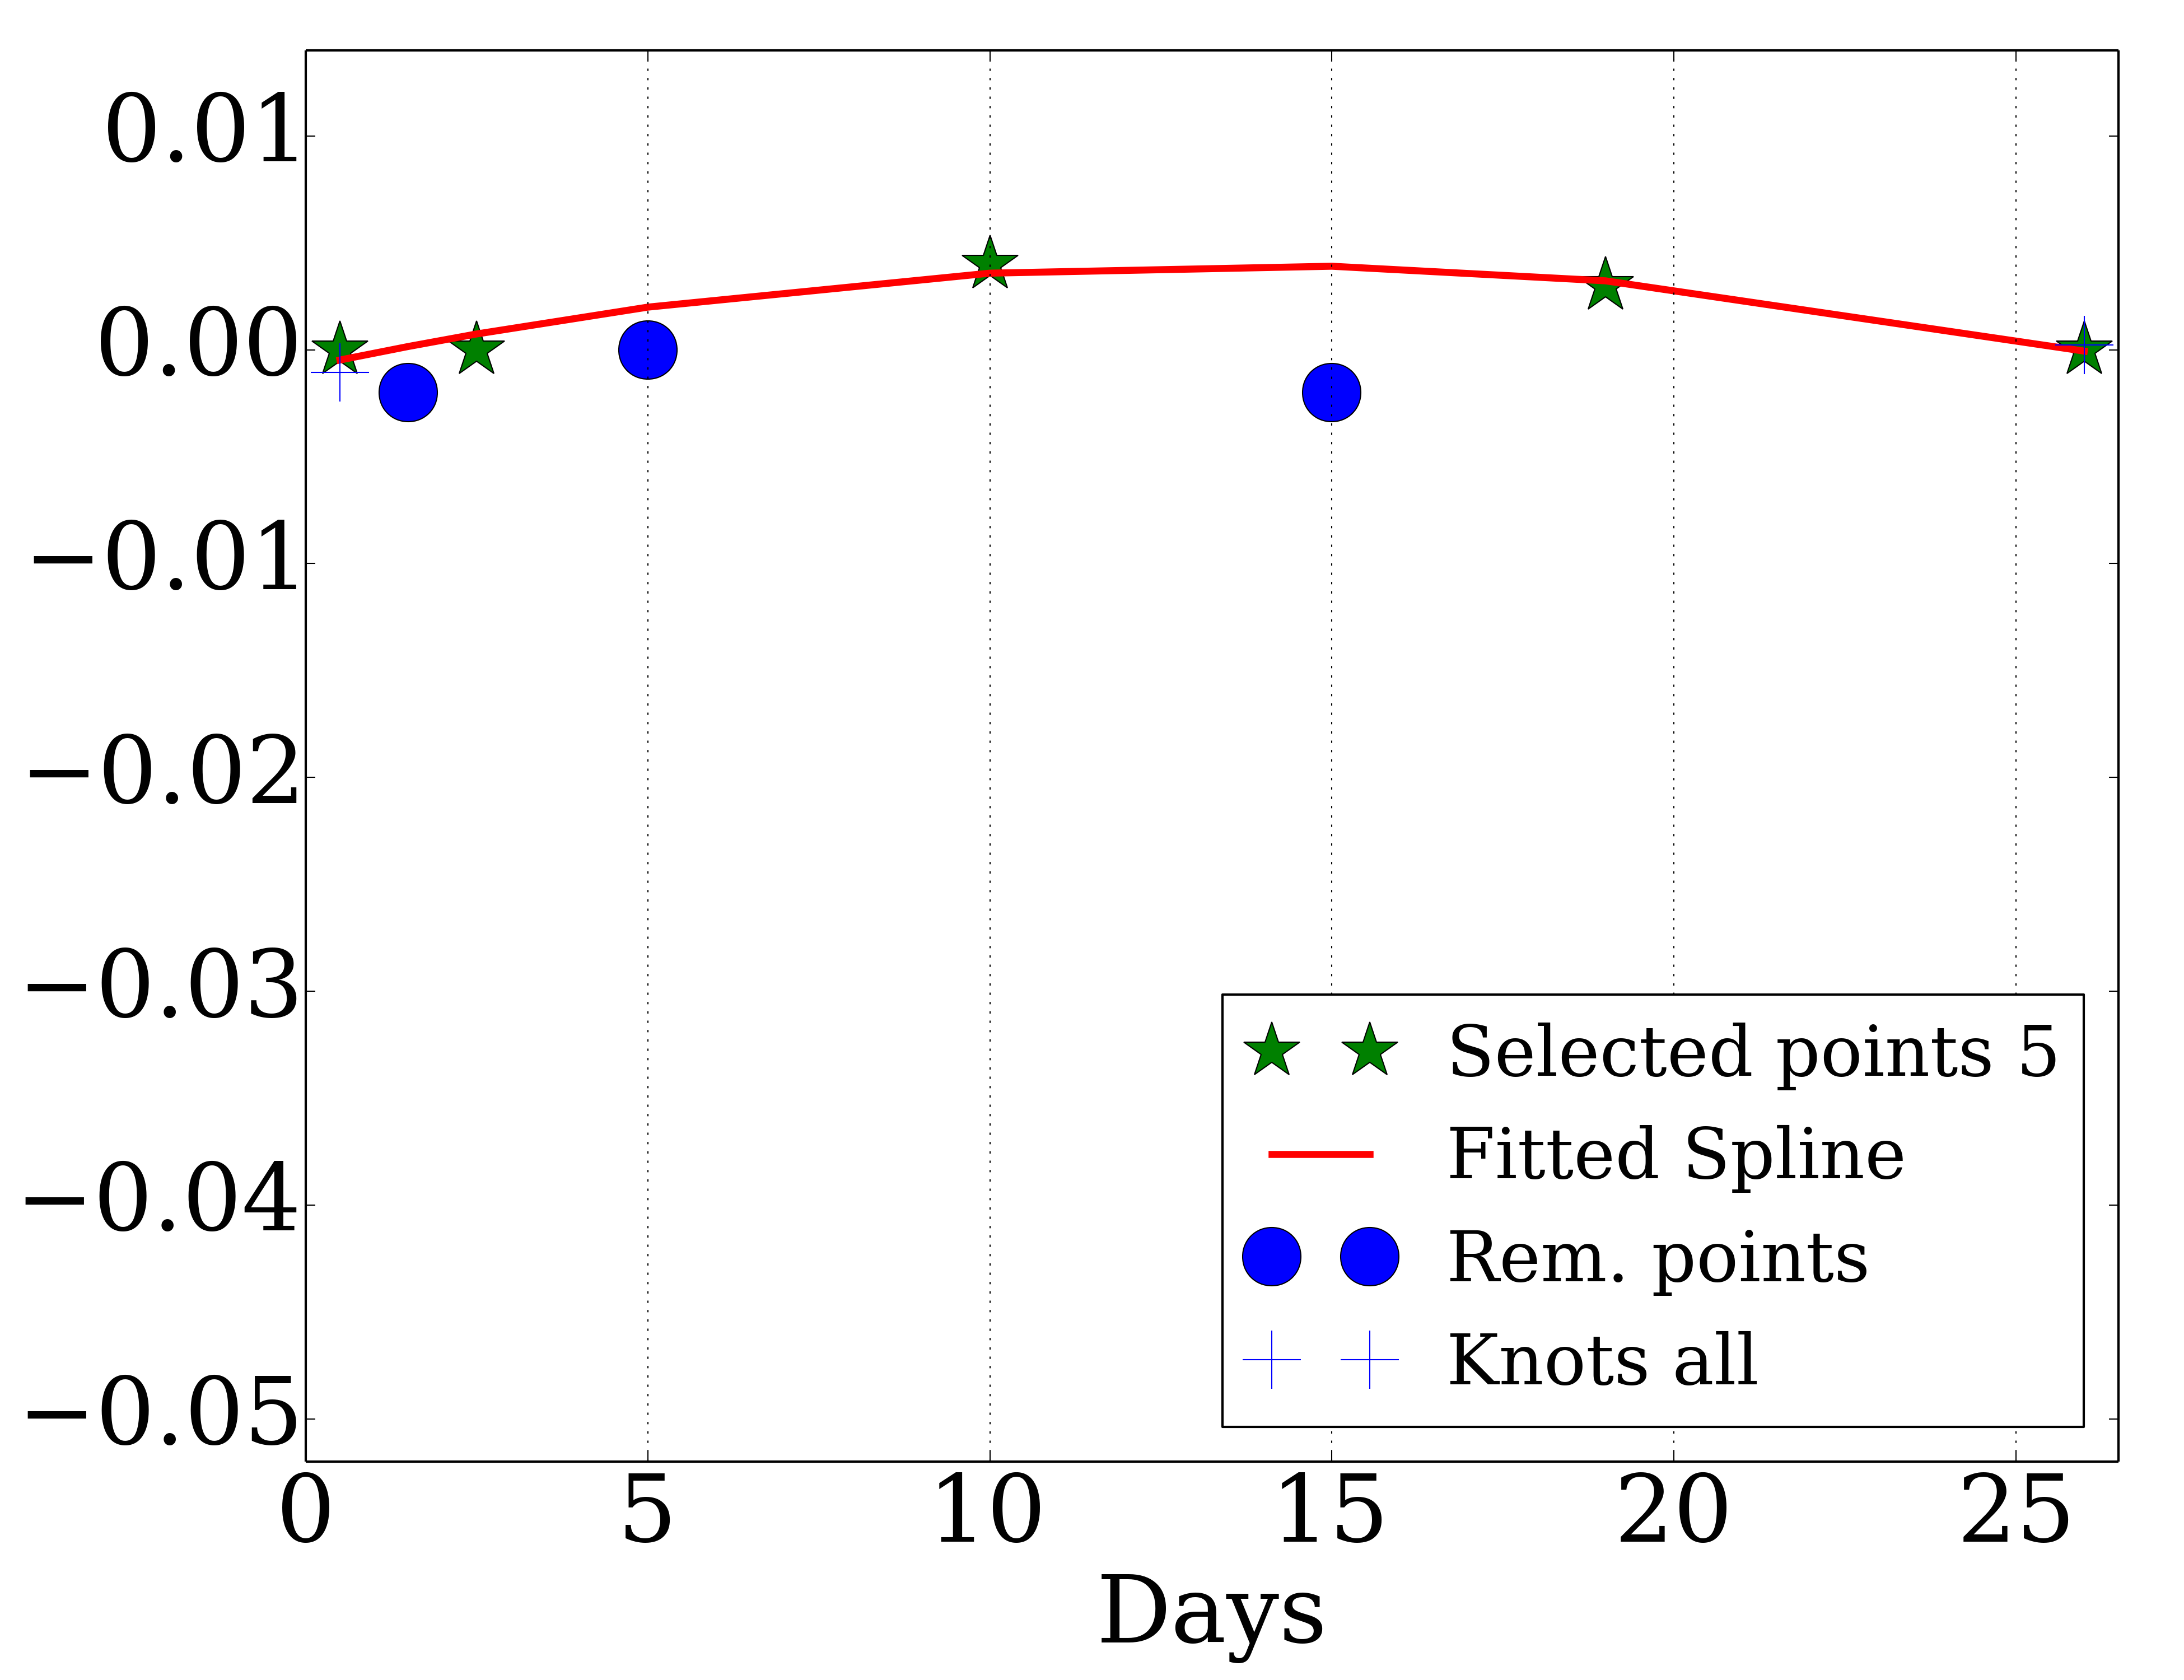 0.01
0.00
−0.01
−0.02
−0.03
−0.04
−0.05
Selected points 5
Fitted Spline
Rem. points
Knots all
0 5 10 15 20 25
Days